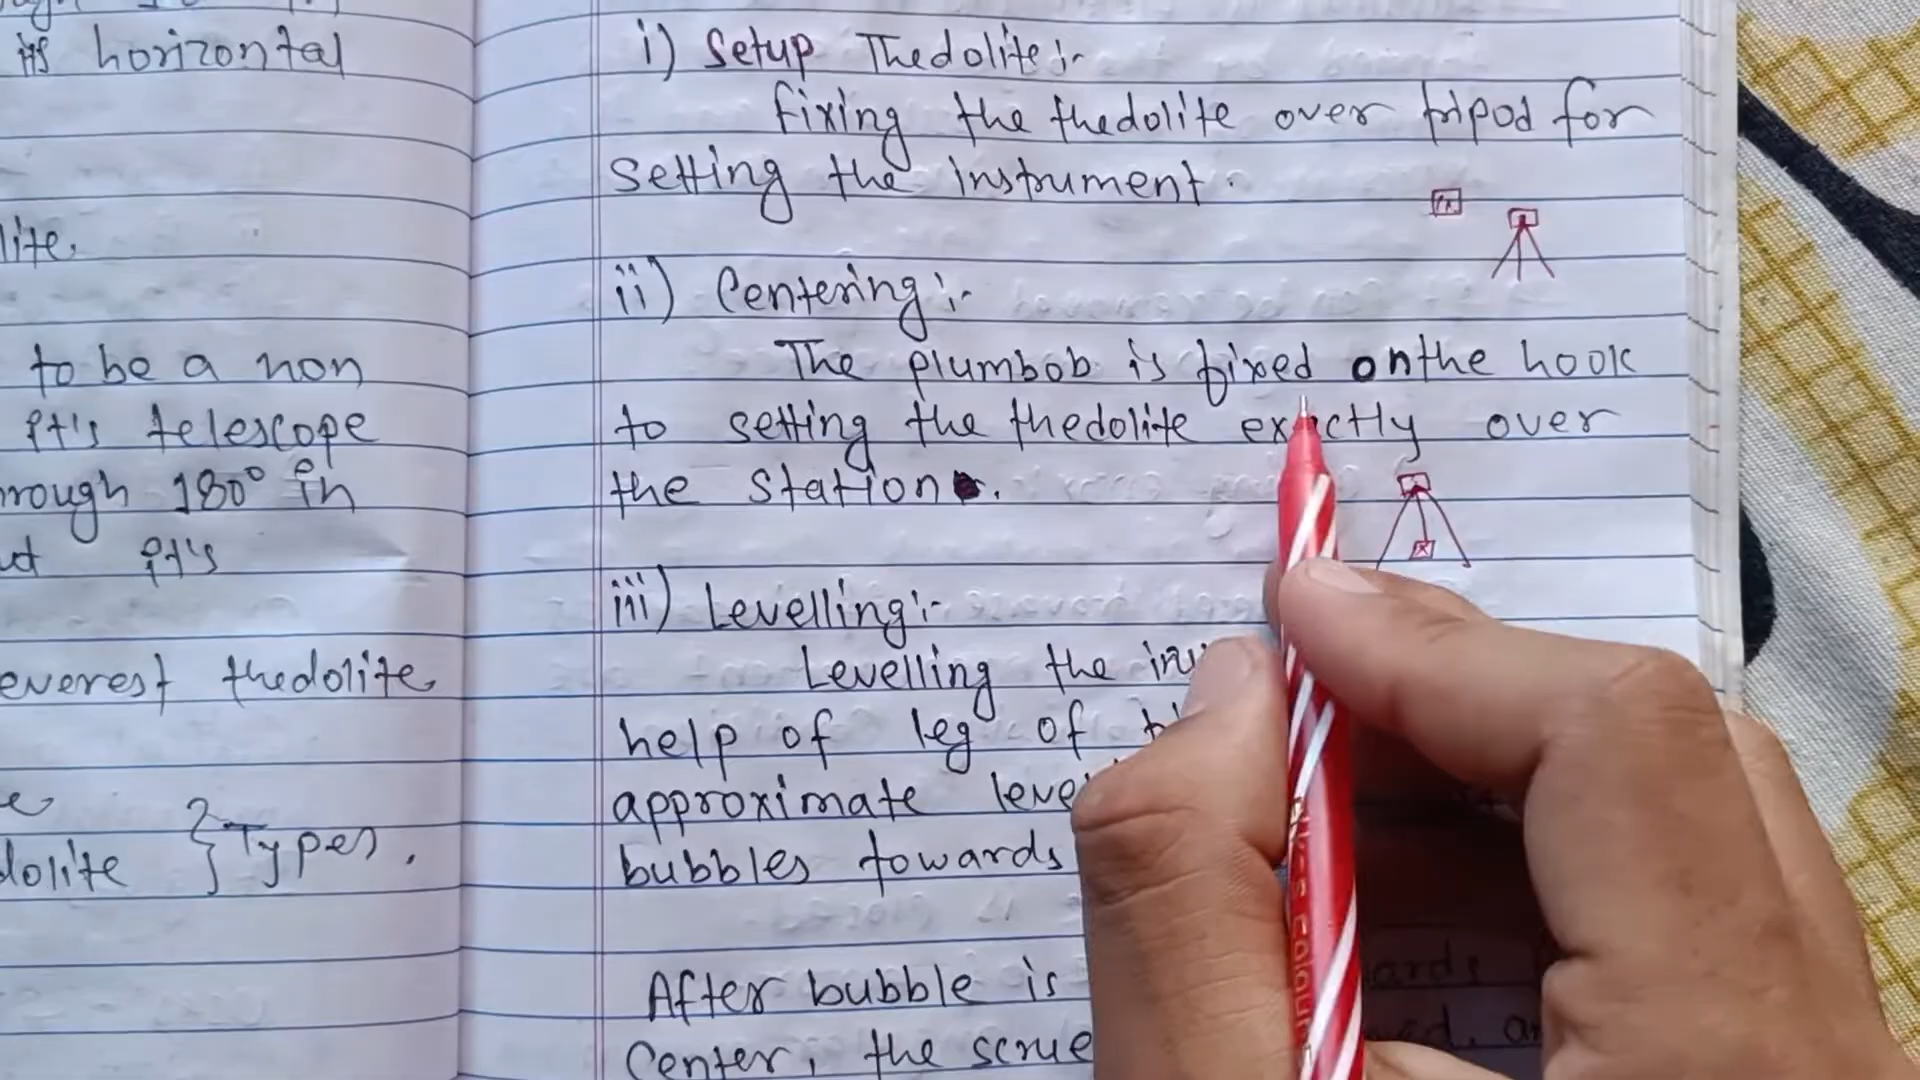 its horizontal
lite.
to be a non
it's telescope
rough 180° in
it's
everest thedolite.
dolite } Types.
i) Setup Thedolite:-
fixing the thedolite over tripod for
setting the instrument.
ii) Centering:-
The plumbob is fixed on the hook
to setting the thedolite exactly over
the station.
iii) Levelling:-
Levelling the
help of leg of
approximate
bubbles towards
After bubble is
Center, the